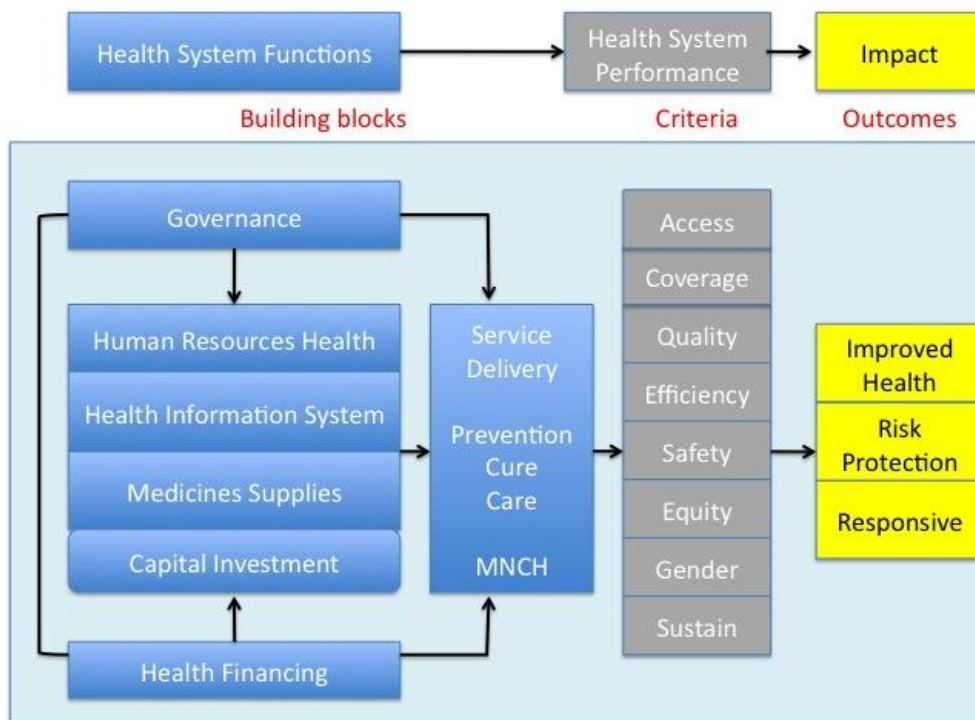 Health System Functions
Health System
Performance
Impact
Building blocks
Criteria
Outcomes
Governance
Human Resources Health
Health Information System
Medicines Supplies
Capital Investment
Health Financing
Service
Delivery
Prevention
Cure
Care
MNCH
Access
Coverage
Quality
Efficiency
Safety
Equity
Gender
Sustain
Improved
Health
Risk
Protection
Responsive